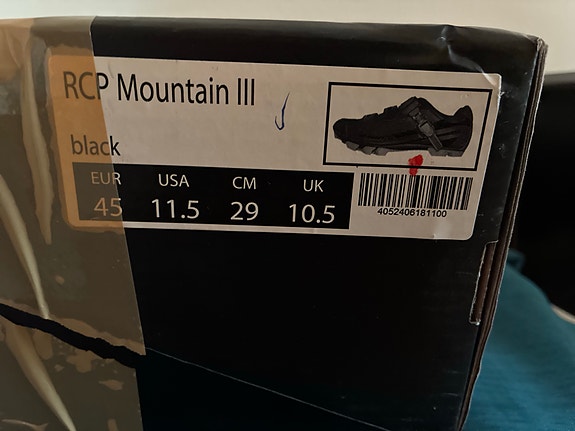 RCP Mountain III
black
EUR USA CM UK
45 11.5 29 10.5
4052406181100